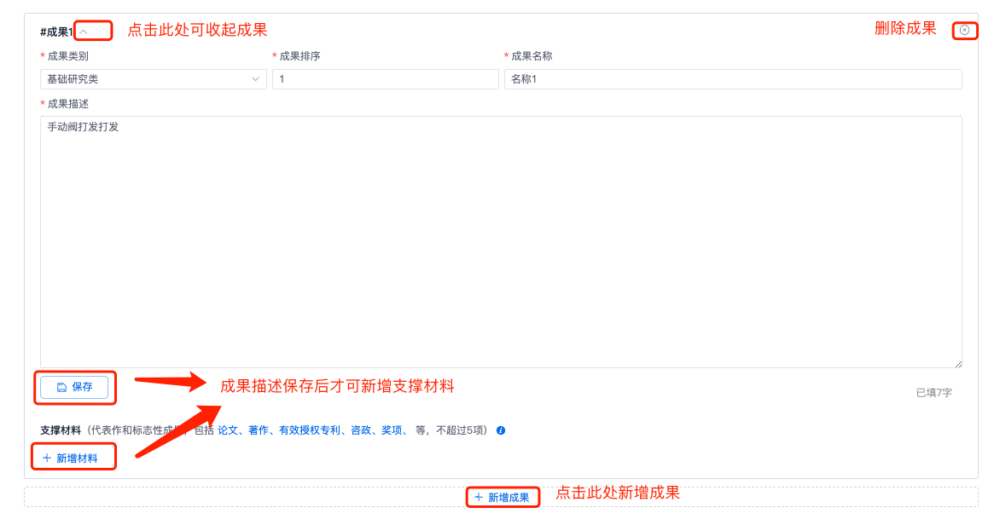 #成果1 点击此处可收起成果 删除成果
* 成果类别 * 成果排序 * 成果名称
基础研究类 1 名称1
* 成果描述
手动阀打发打发
保存 成果描述保存后才可新增支撑材料 已填7字
支撑材料（代表作和标志性成果，包括 论文、著作、有效授权专利、咨政、奖项、 等，不超过5项）
+ 新增材料
+ 新增成果 点击此处新增成果